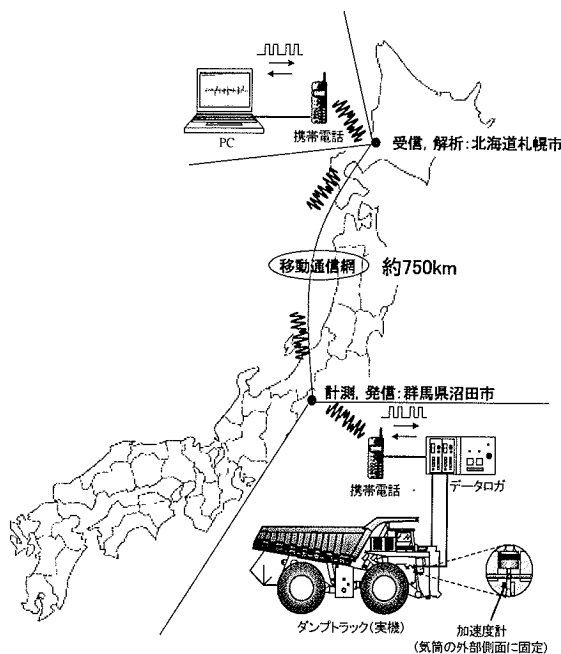 PC
携帯電話
受信, 解析:北海道札幌市
移動通信網
約750km
計測, 発信:群馬県沼田市
携帯電話
データロガ
ダンプトラック(実機)
加速度計
(気筒の外部側面に固定)